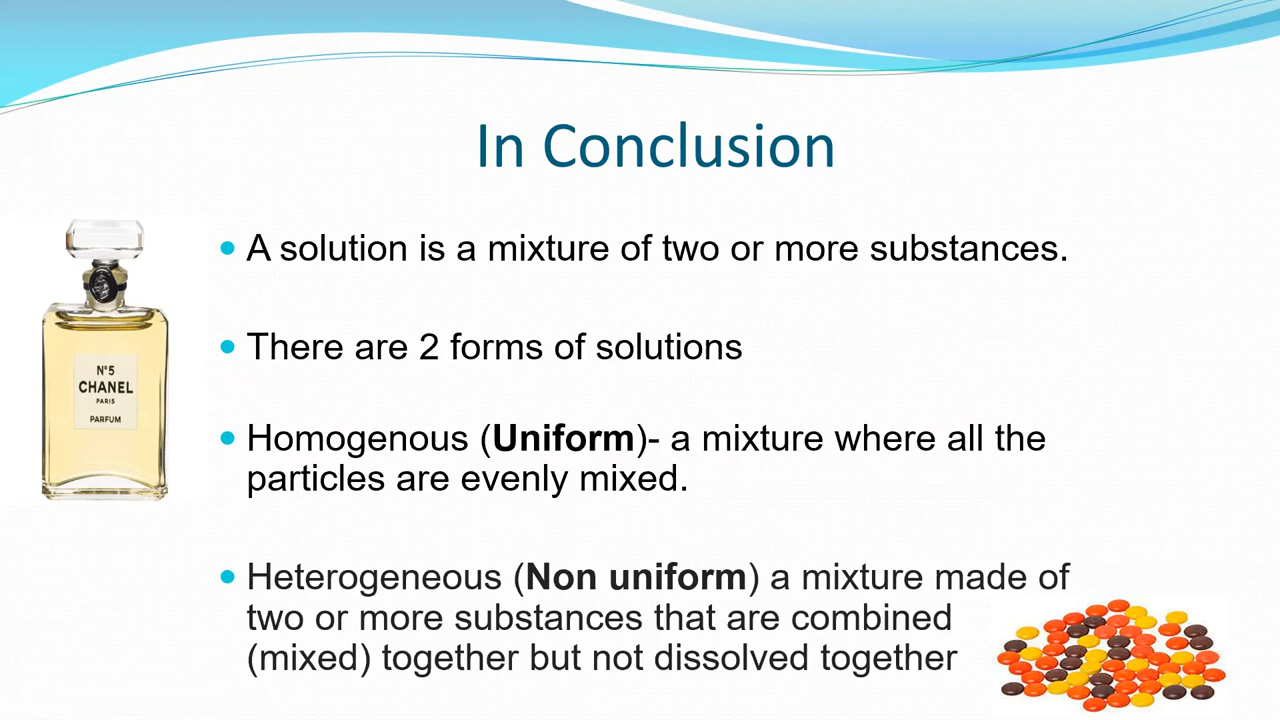 In Conclusion
A solution is a mixture of two or more substances.
There are 2 forms of solutions
Homogenous (Uniform)- a mixture where all the
particles are evenly mixed.
Heterogeneous (Non uniform) a mixture made of
two or more substances that are combined
(mixed) together but not dissolved together
N°5
CHANEL
PARIS
PARFUM